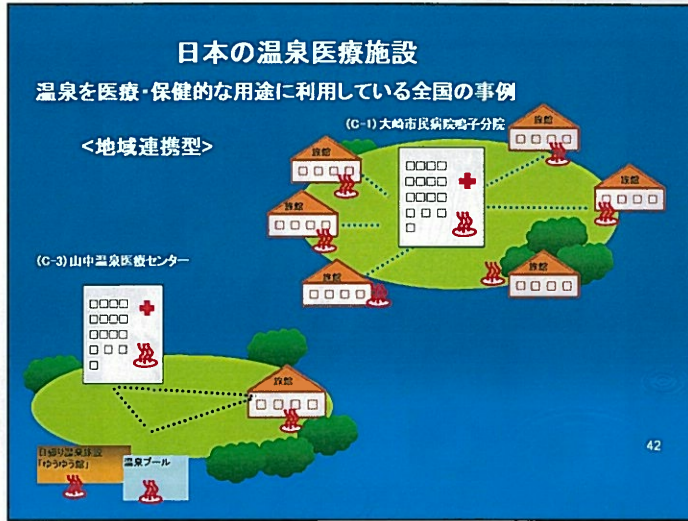 日本の温泉医療施設
温泉を医療・保健的な用途に利用している全国の事例
<地域連携型>
(C-1)大崎市民病院鳴子分院
旅館
旅館
旅館
旅館
旅館
旅館
(C-3)山中温泉医療センター
旅館
日帰り温泉施設
「ゆうゆう館」
温泉プール
42